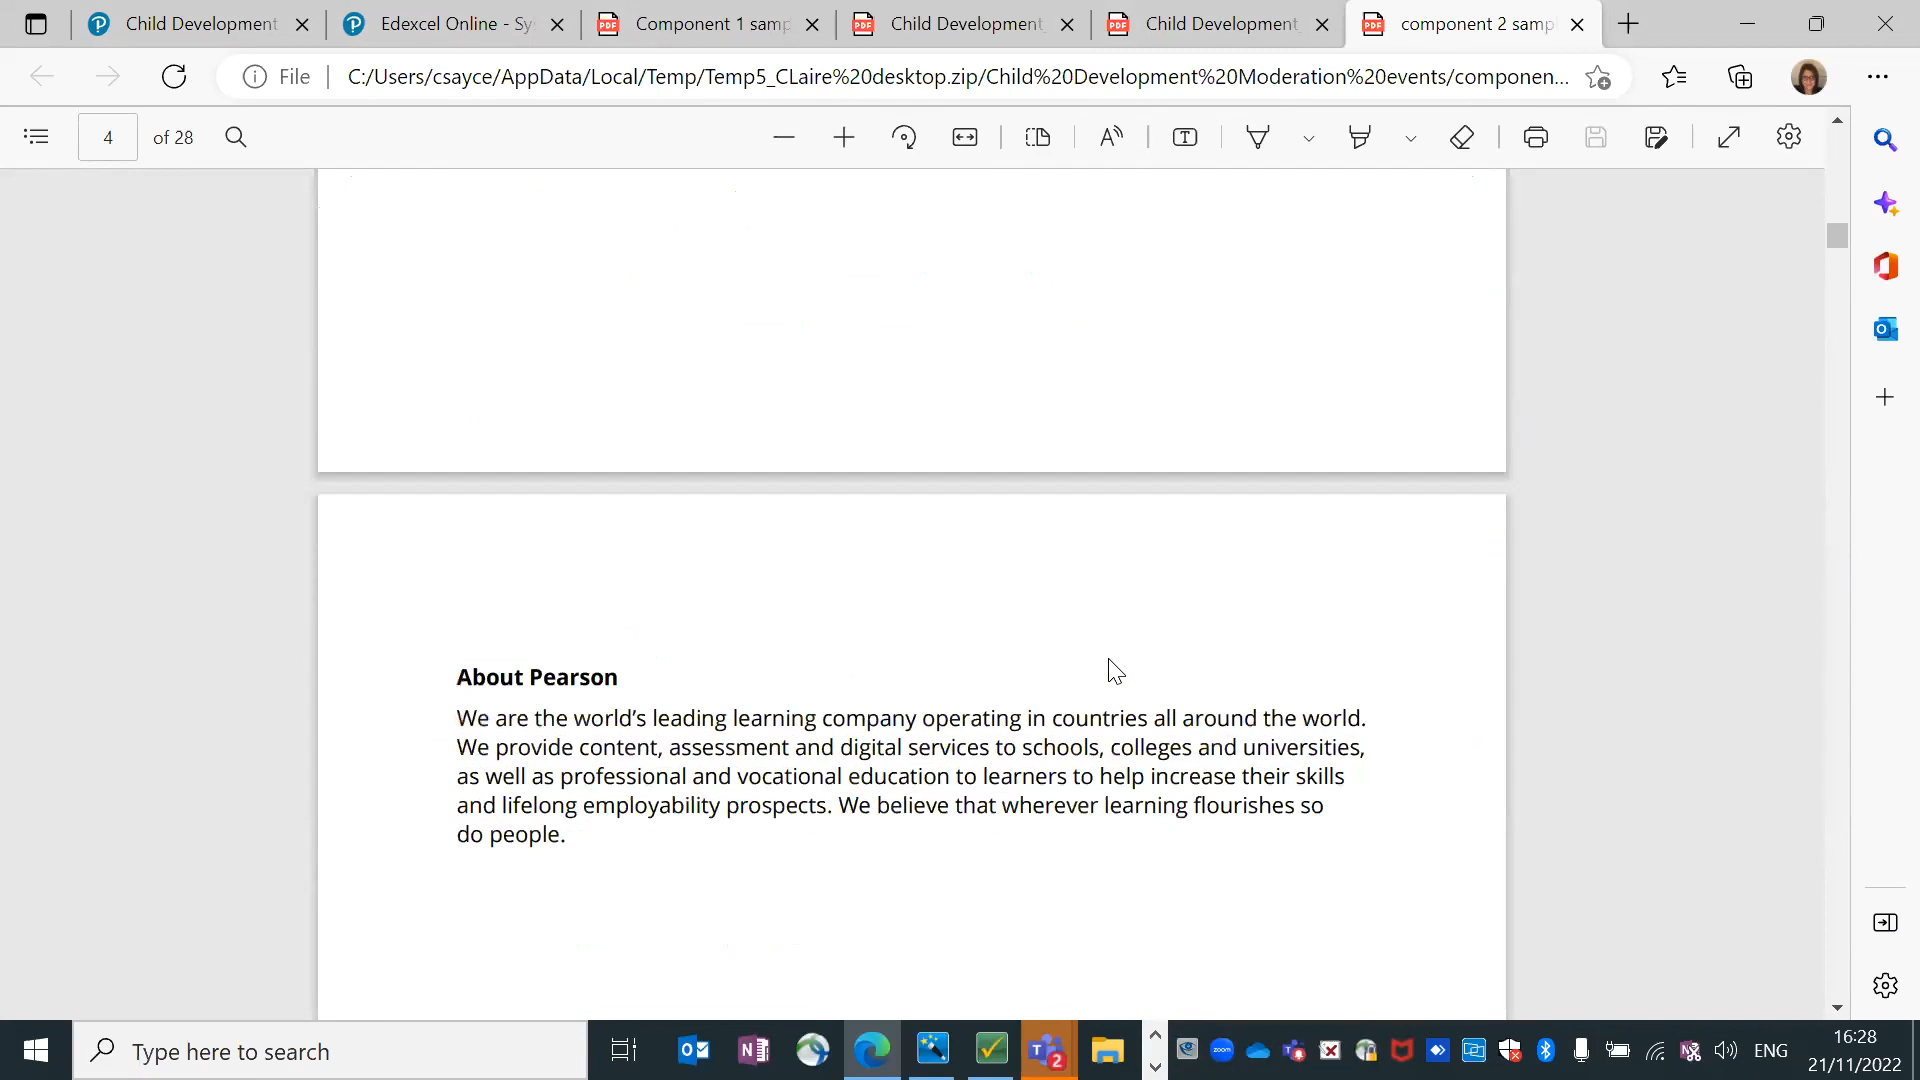 Child Development
Edexcel Online - Sy
Component 1 samp
Child Development
Child Development
component 2 samp
File
C:/Users/csayce/AppData/Local/Temp/Temp5_CLaire%20desktop.zip/Child%20Development%20Moderation%20events/componen...
4 of 28
About Pearson
We are the world's leading learning company operating in countries all around the world.
We provide content, assessment and digital services to schools, colleges and universities,
as well as professional and vocational education to learners to help increase their skills
and lifelong employability prospects. We believe that wherever learning flourishes so
do people.
Type here to search
2
zoom
ENG
16:28
21/11/2022